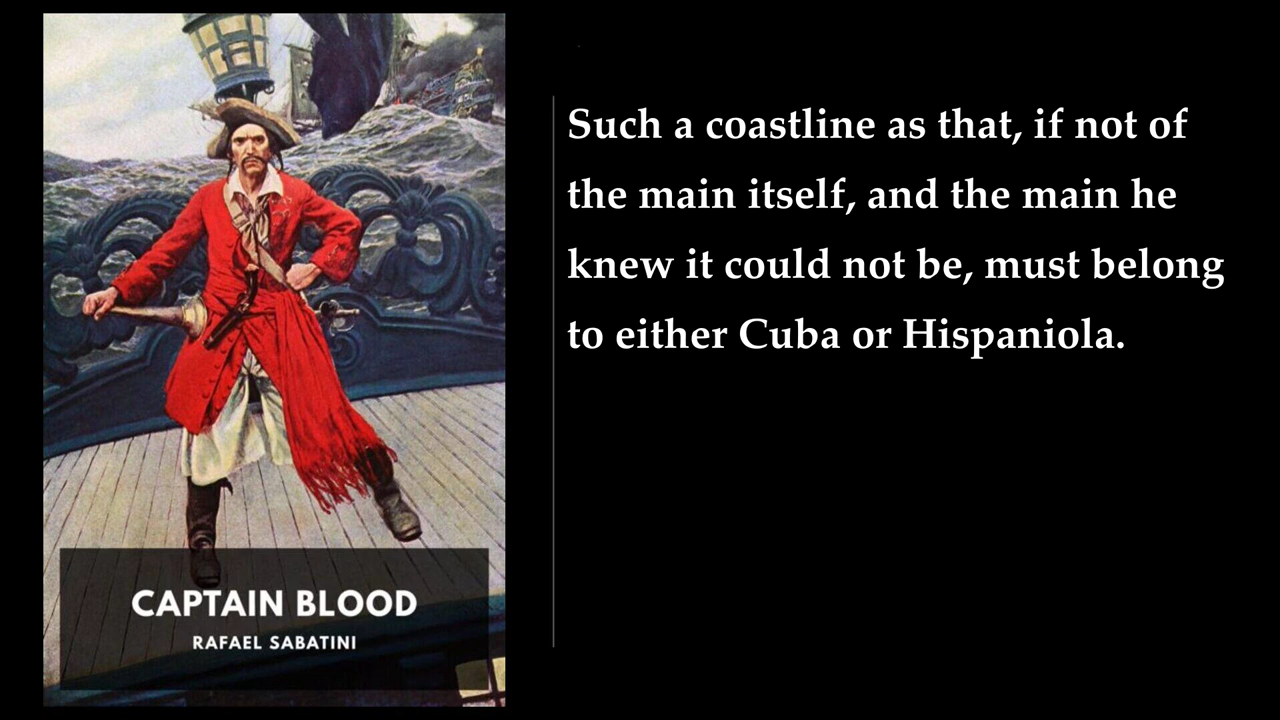 Such a coastline as that, if not of
the main itself, and the main he
knew it could not be, must belong
to either Cuba or Hispaniola.
CAPTAIN BLOOD
RAFAEL SABATINI